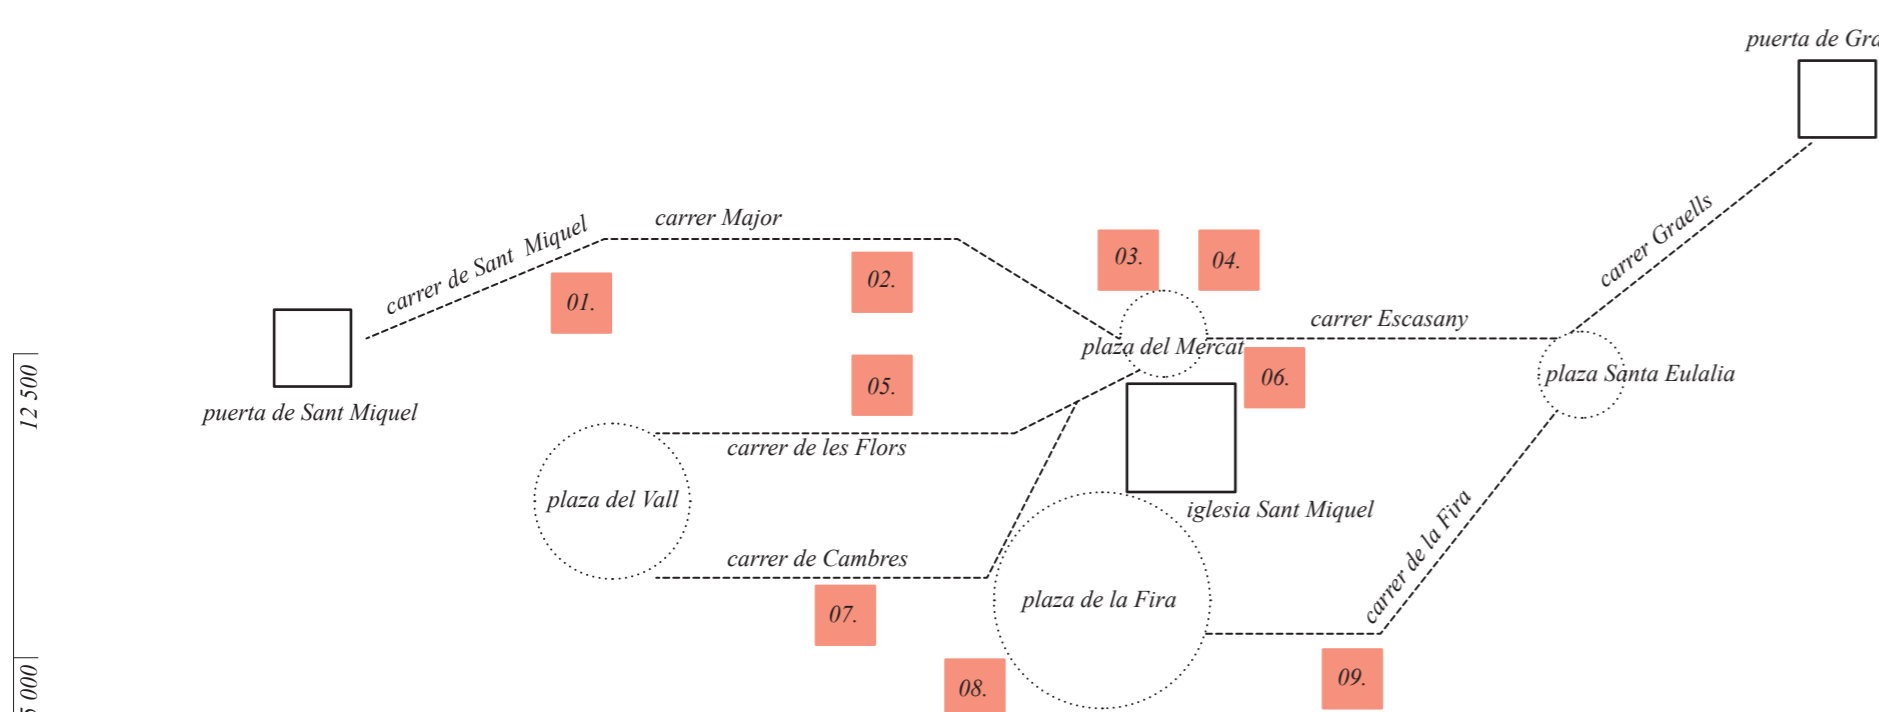 puerta de
carrer de Sant Miquel
carrer Major
03.
04.
carrer Graells
01.
02.
plaza del Mercat
carrer Escasany
06.
plaza Santa Eulalia
puerta de Sant Miquel
12 500
05.
carrer de les Flors
plaza del Vall
iglesia Sant Miquel
carrer de Cambres
plaza de la Fira
carrer de la Fira
07.
08.
09.
000